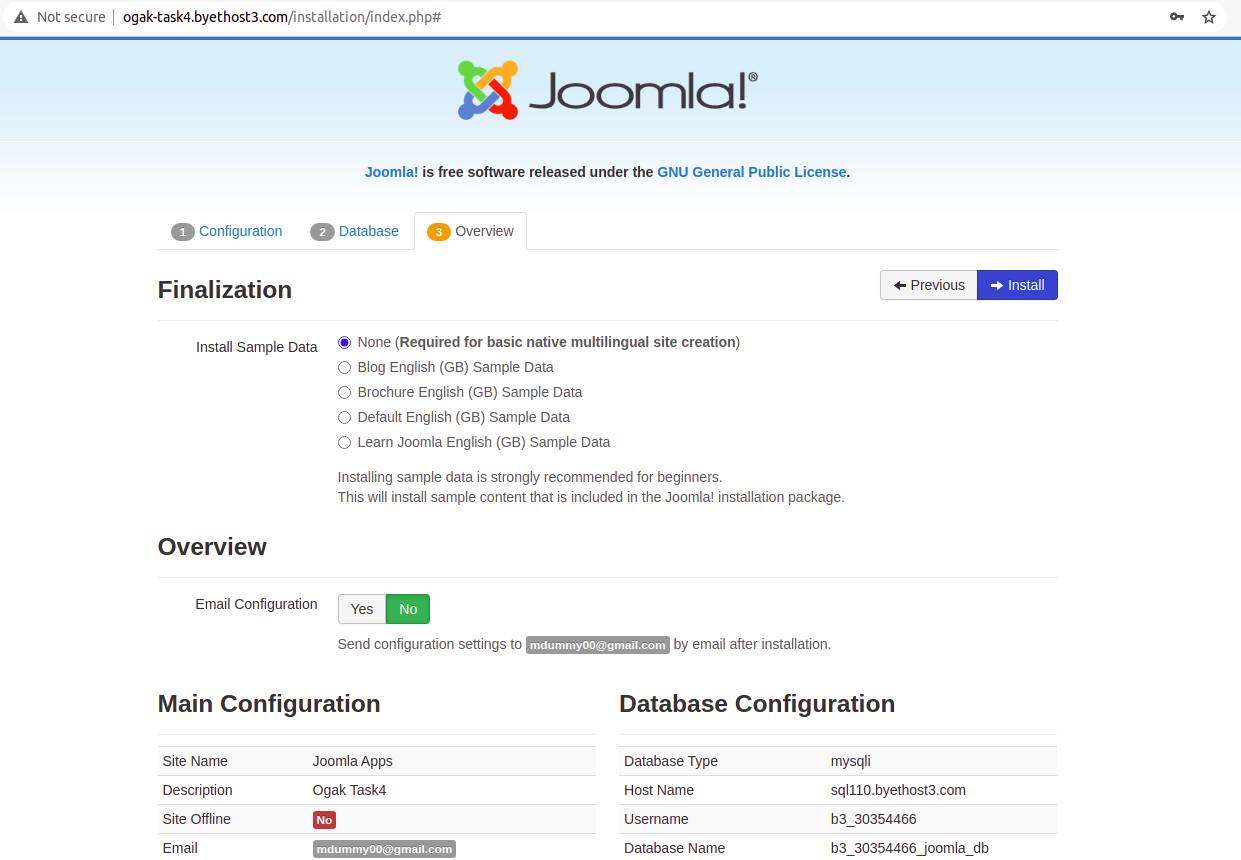 Not secure ogak-task4.byethost3.com/installation/index.php#
Joomla!®
Joomla! is free software released under the GNU General Public License.
1 Configuration 2 Database 3 Overview
Finalization
Previous Install
Install Sample Data
None (Required for basic native multilingual site creation)
Blog English (GB) Sample Data
Brochure English (GB) Sample Data
Default English (GB) Sample Data
Learn Joomla English (GB) Sample Data
Installing sample data is strongly recommended for beginners.
This will install sample content that is included in the Joomla! installation package.
Overview
Email Configuration Yes No
Send configuration settings to mdummy00@gmail.com by email after installation.
Main Configuration
Site Name Joomla Apps
Description Ogak Task4
Site Offline No
Email mdummy00@gmail.com
Database Configuration
Database Type mysqli
Host Name sql110.byethost3.com
Username b3_30354466
Database Name b3_30354466_joomla_db